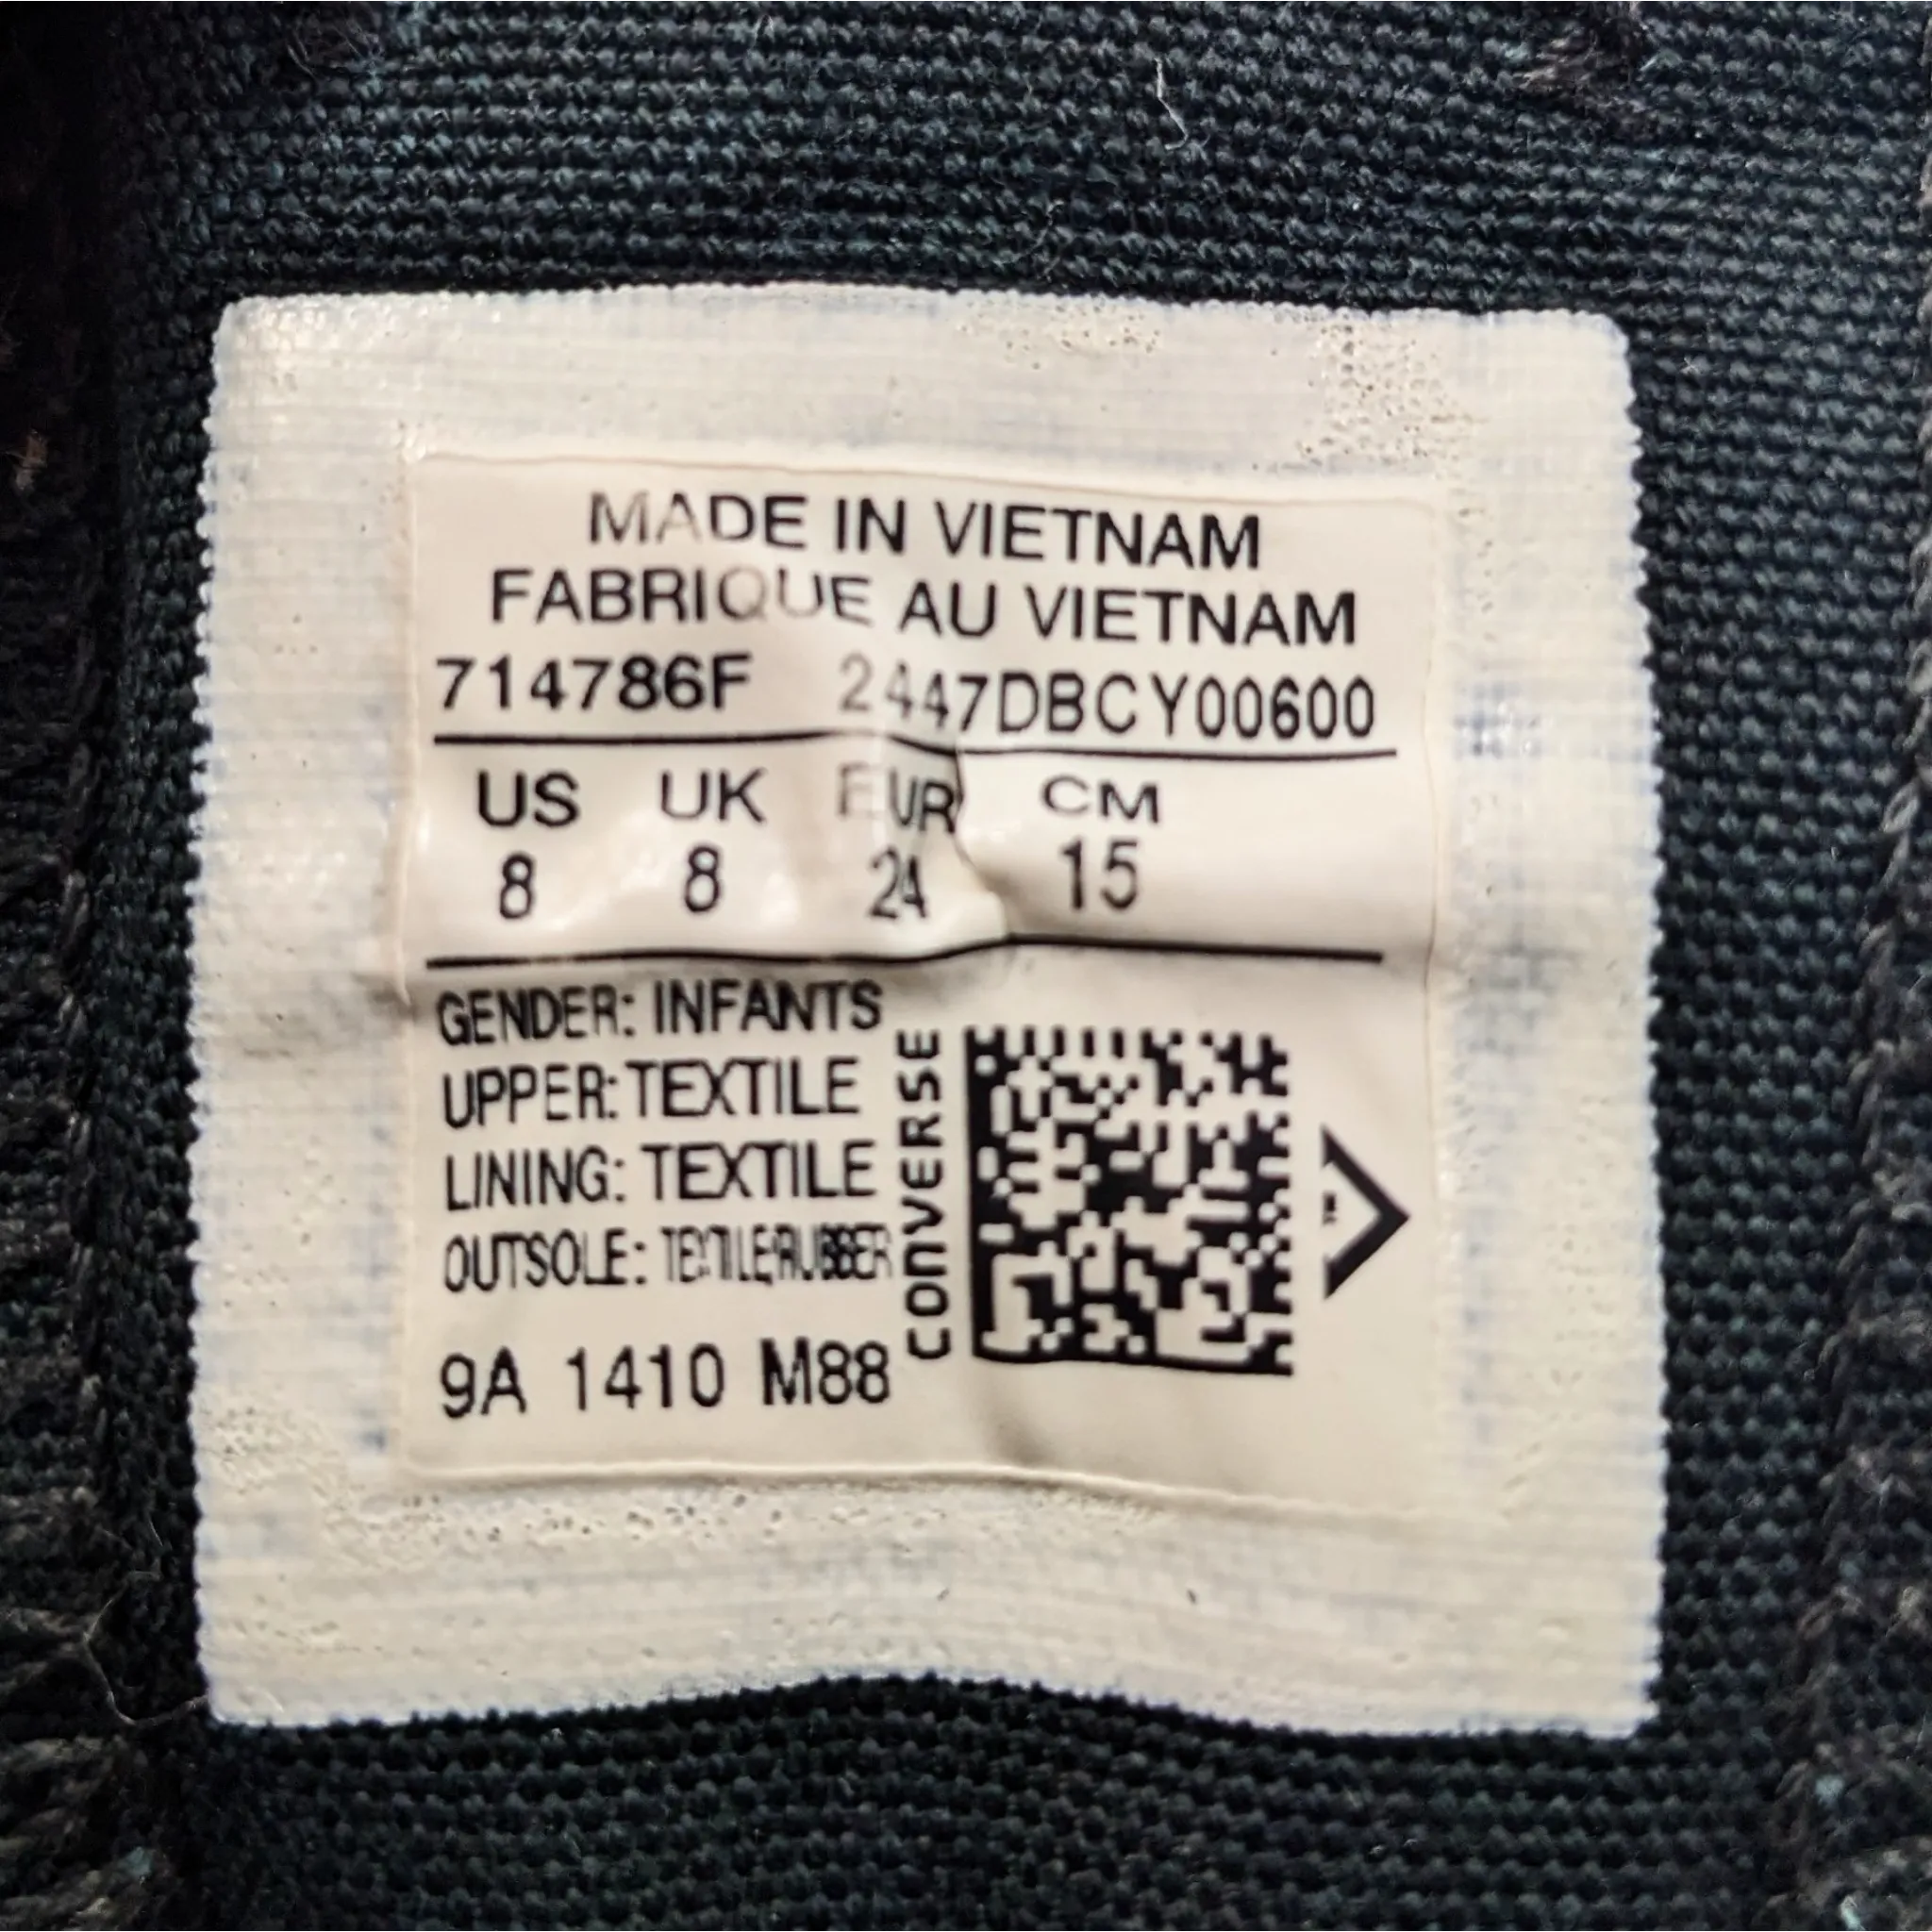 MADE IN VIETNAM
FABRIQUE AU VIETNAM
714786F 2447DBCY00600
US UK EUR CM
8 8 24 15
GENDER: INFANTS
UPPER: TEXTILE
LINING: TEXTILE
OUTSOLE: TEXTILE/RUBBER
9A 1410 M88
CONVERSE
™